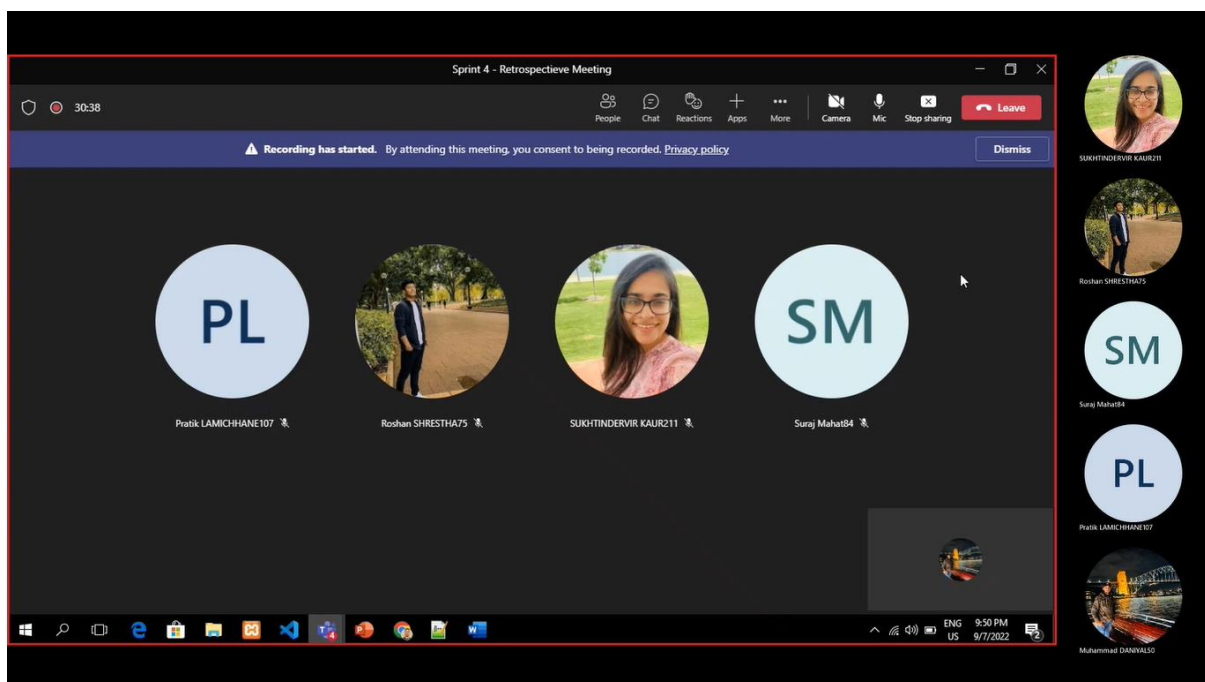 Sprint 4 - Retrospectieve Meeting
30:38
People Chat Reactions Apps More Camera Mic Stop sharing Leave
Recording has started. By attending this meeting, you consent to being recorded. Privacy policy Dismiss
PL SM
Pratik LAMICHHANE107 Roshan SHRESTHA75 SUKHTINDERVIR KAUR211 Suraj Mahat84
ENG 9:50 PM
US 9/7/2022
4
2
SUKHTINDERVIR KAUR211
Roshan SHRESTHA75
SM
Suraj Mahat84
PL
Pratik LAMICHHANE107
Muhammad DANIYAL50